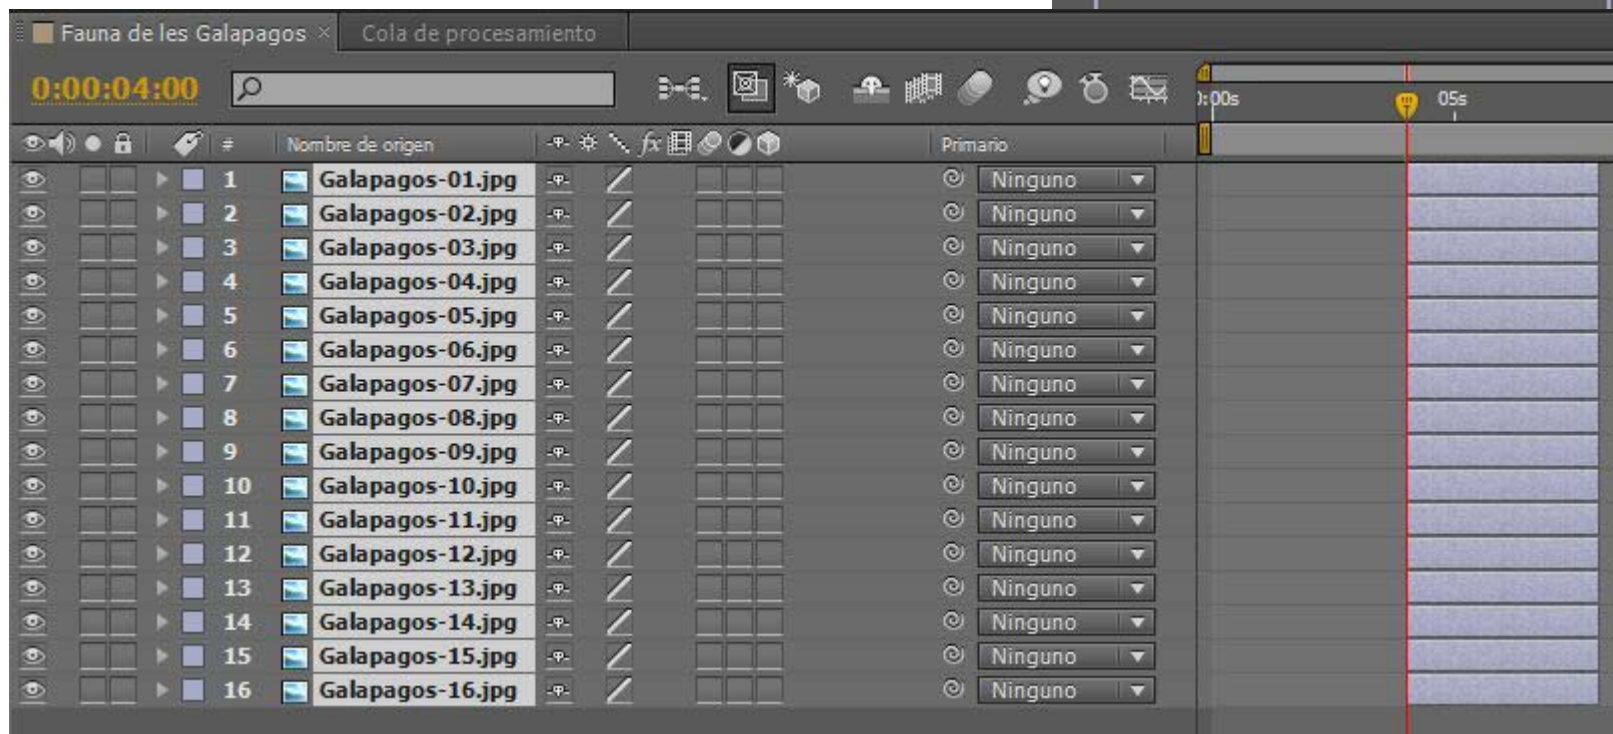 Fauna de les Galapagos × Cola de procesamiento
0:00:04:00
):00s 05s
# Nombre de origen fx Primario
1 Galapagos-01.jpg Ninguno
2 Galapagos-02.jpg Ninguno
3 Galapagos-03.jpg Ninguno
4 Galapagos-04.jpg Ninguno
5 Galapagos-05.jpg Ninguno
6 Galapagos-06.jpg Ninguno
7 Galapagos-07.jpg Ninguno
8 Galapagos-08.jpg Ninguno
9 Galapagos-09.jpg Ninguno
10 Galapagos-10.jpg Ninguno
11 Galapagos-11.jpg Ninguno
12 Galapagos-12.jpg Ninguno
13 Galapagos-13.jpg Ninguno
14 Galapagos-14.jpg Ninguno
15 Galapagos-15.jpg Ninguno
16 Galapagos-16.jpg Ninguno